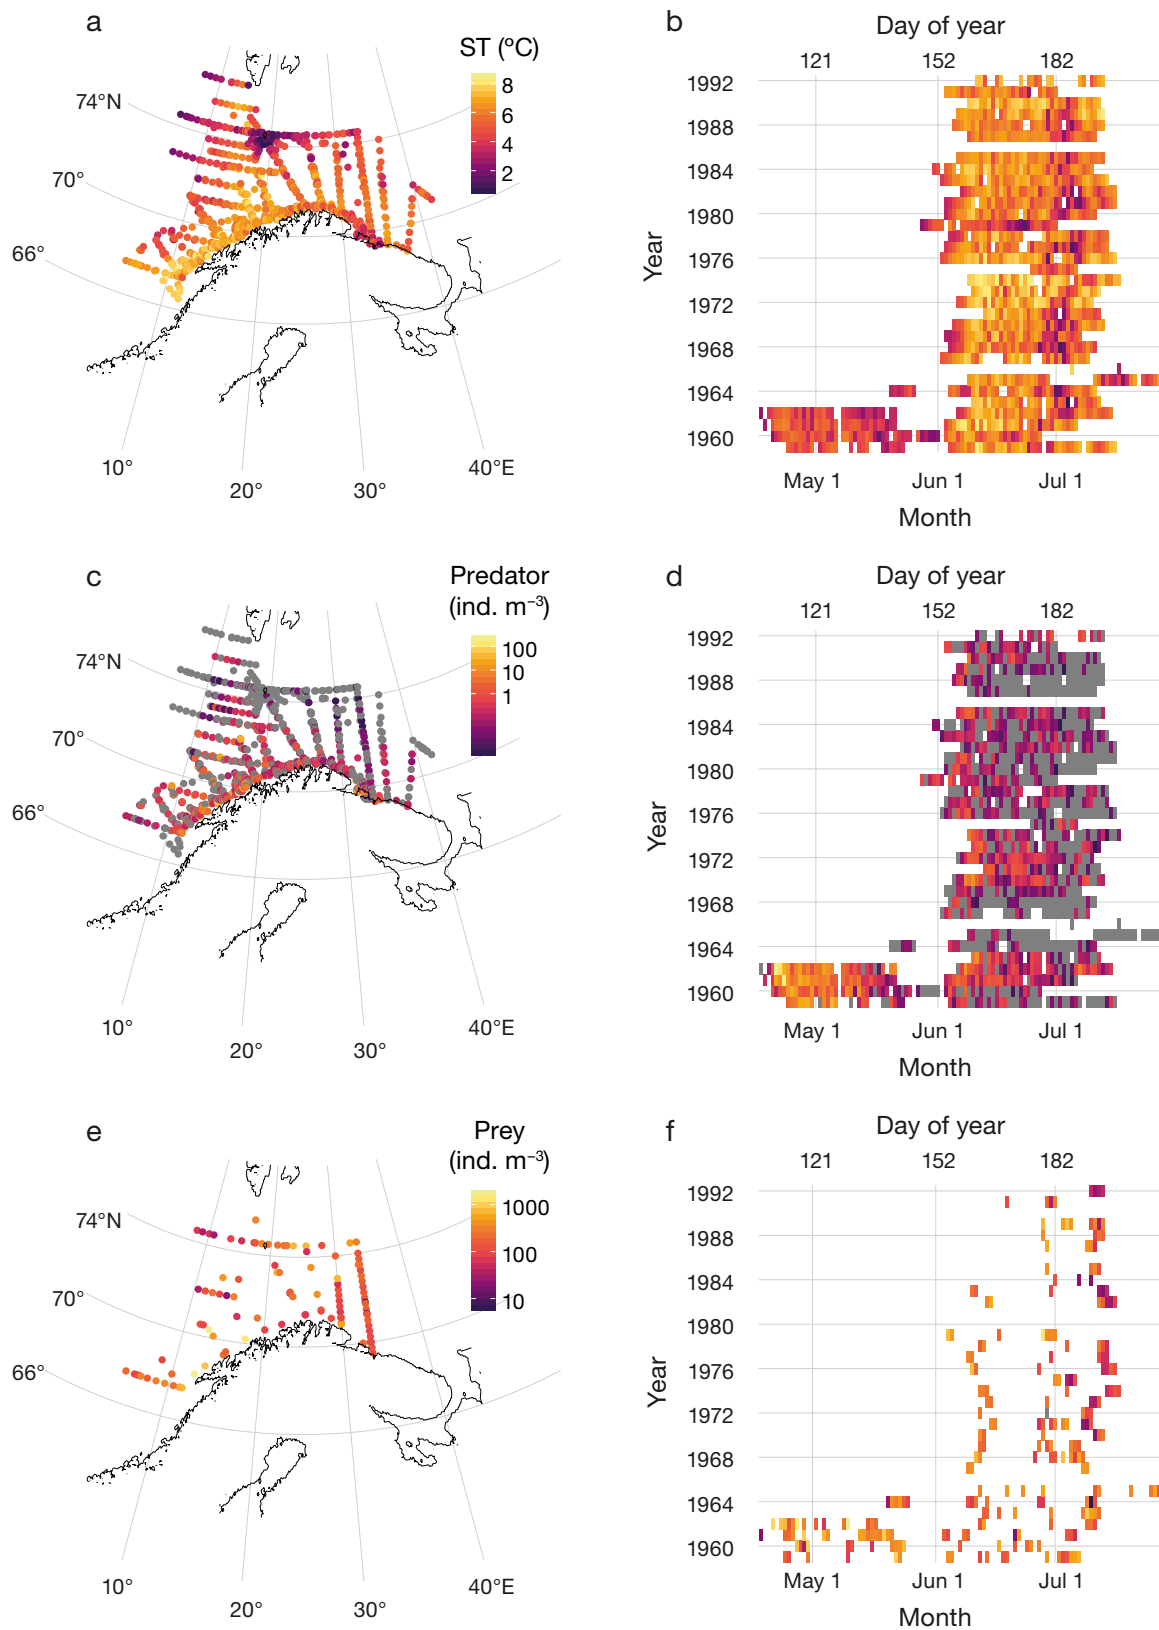 a
ST (°C)
8
6
4
2
74°N
70°
66°
10°
20°
30°
40°E
b
Day of year
121
152
182
Year
1992
1988
1984
1980
1976
1972
1968
1964
1960
May 1
Jun 1
Jul 1
Month
c
Predator
(ind. m⁻³)
100
10
1
74°N
70°
66°
10°
20°
30°
40°E
d
Day of year
121
152
182
Year
1992
1988
1984
1980
1976
1972
1968
1964
1960
May 1
Jun 1
Jul 1
Month
e
Prey
(ind. m⁻³)
1000
100
10
74°N
70°
66°
10°
20°
30°
40°E
f
Day of year
121
152
182
Year
1992
1988
1984
1980
1976
1972
1968
1964
1960
May 1
Jun 1
Jul 1
Month